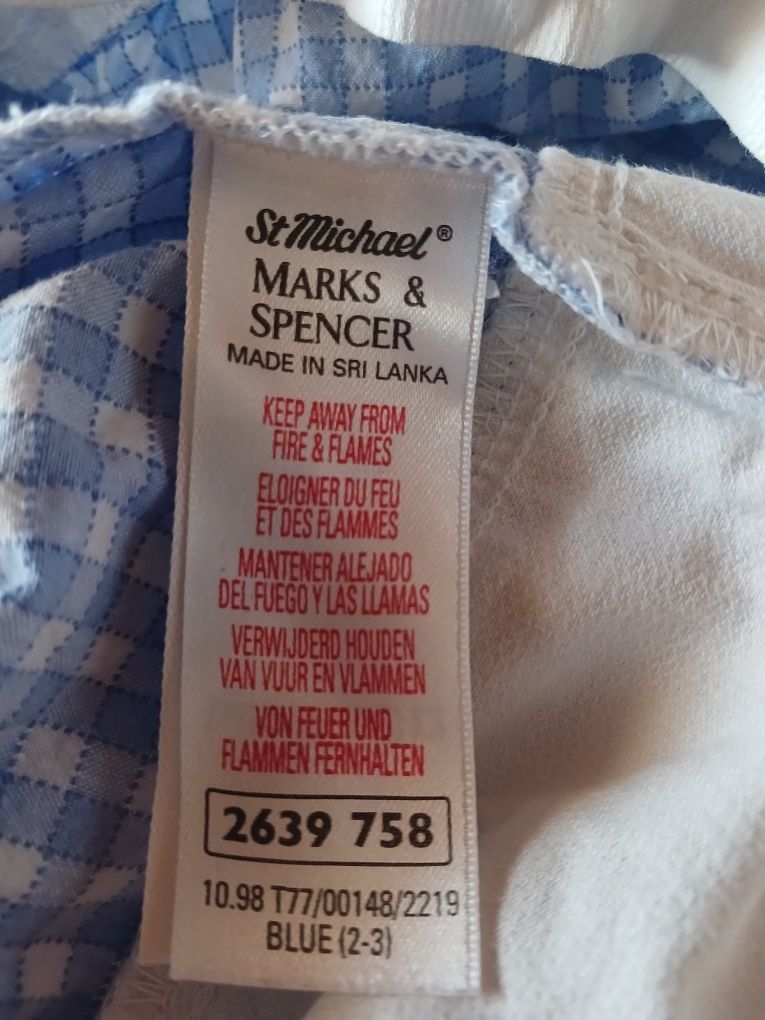 St Michael®
MARKS &
SPENCER
MADE IN SRI LANKA
KEEP AWAY FROM
FIRE & FLAMES
ELOIGNER DU FEU
ET DES FLAMMES
MANTENER ALEJADO
DEL FUEGO Y LAS LLAMAS
VERWIJDERD HOUDEN
VAN VUUR EN VLAMMEN
VON FEUER UND
FLAMMEN FERNHALTEN
2639 758
10.98 T77/00148/2219
BLUE (2-3)